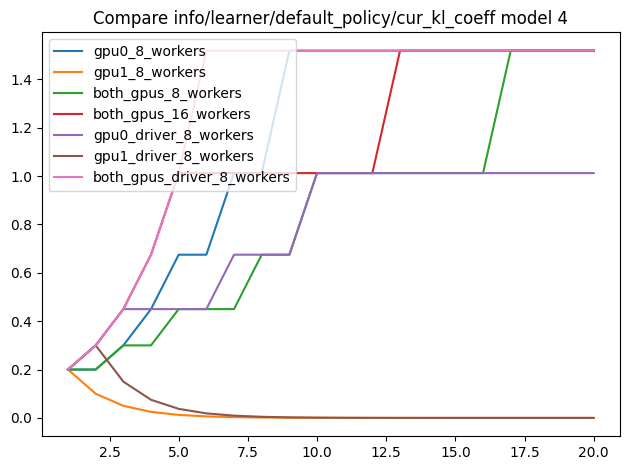 Compare info/learner/default_policy/cur_kl_coeff model 4
gpu0_8_workers
gpu1_8_workers
both_gpus_8_workers
both_gpus_16_workers
gpu0_driver_8_workers
gpu1_driver_8_workers
both_gpus_driver_8_workers
1.4
1.2
1.0
0.8
0.6
0.4
0.2
0.0
2.5 5.0 7.5 10.0 12.5 15.0 17.5 20.0